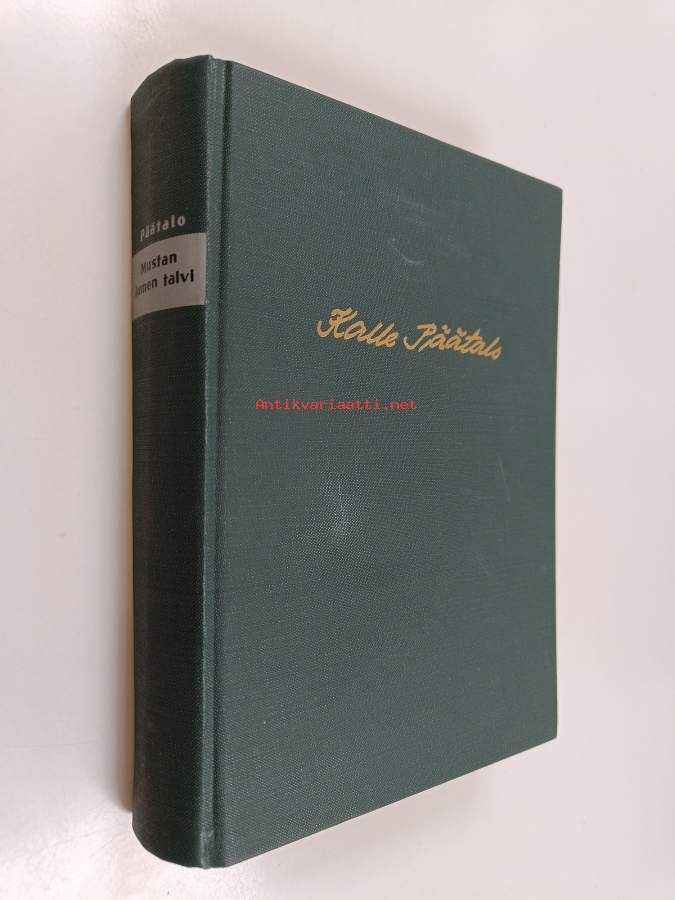 Päätalo
Mustan
lumen talvi
Kalle Päätalo
Antikvariaatti.net